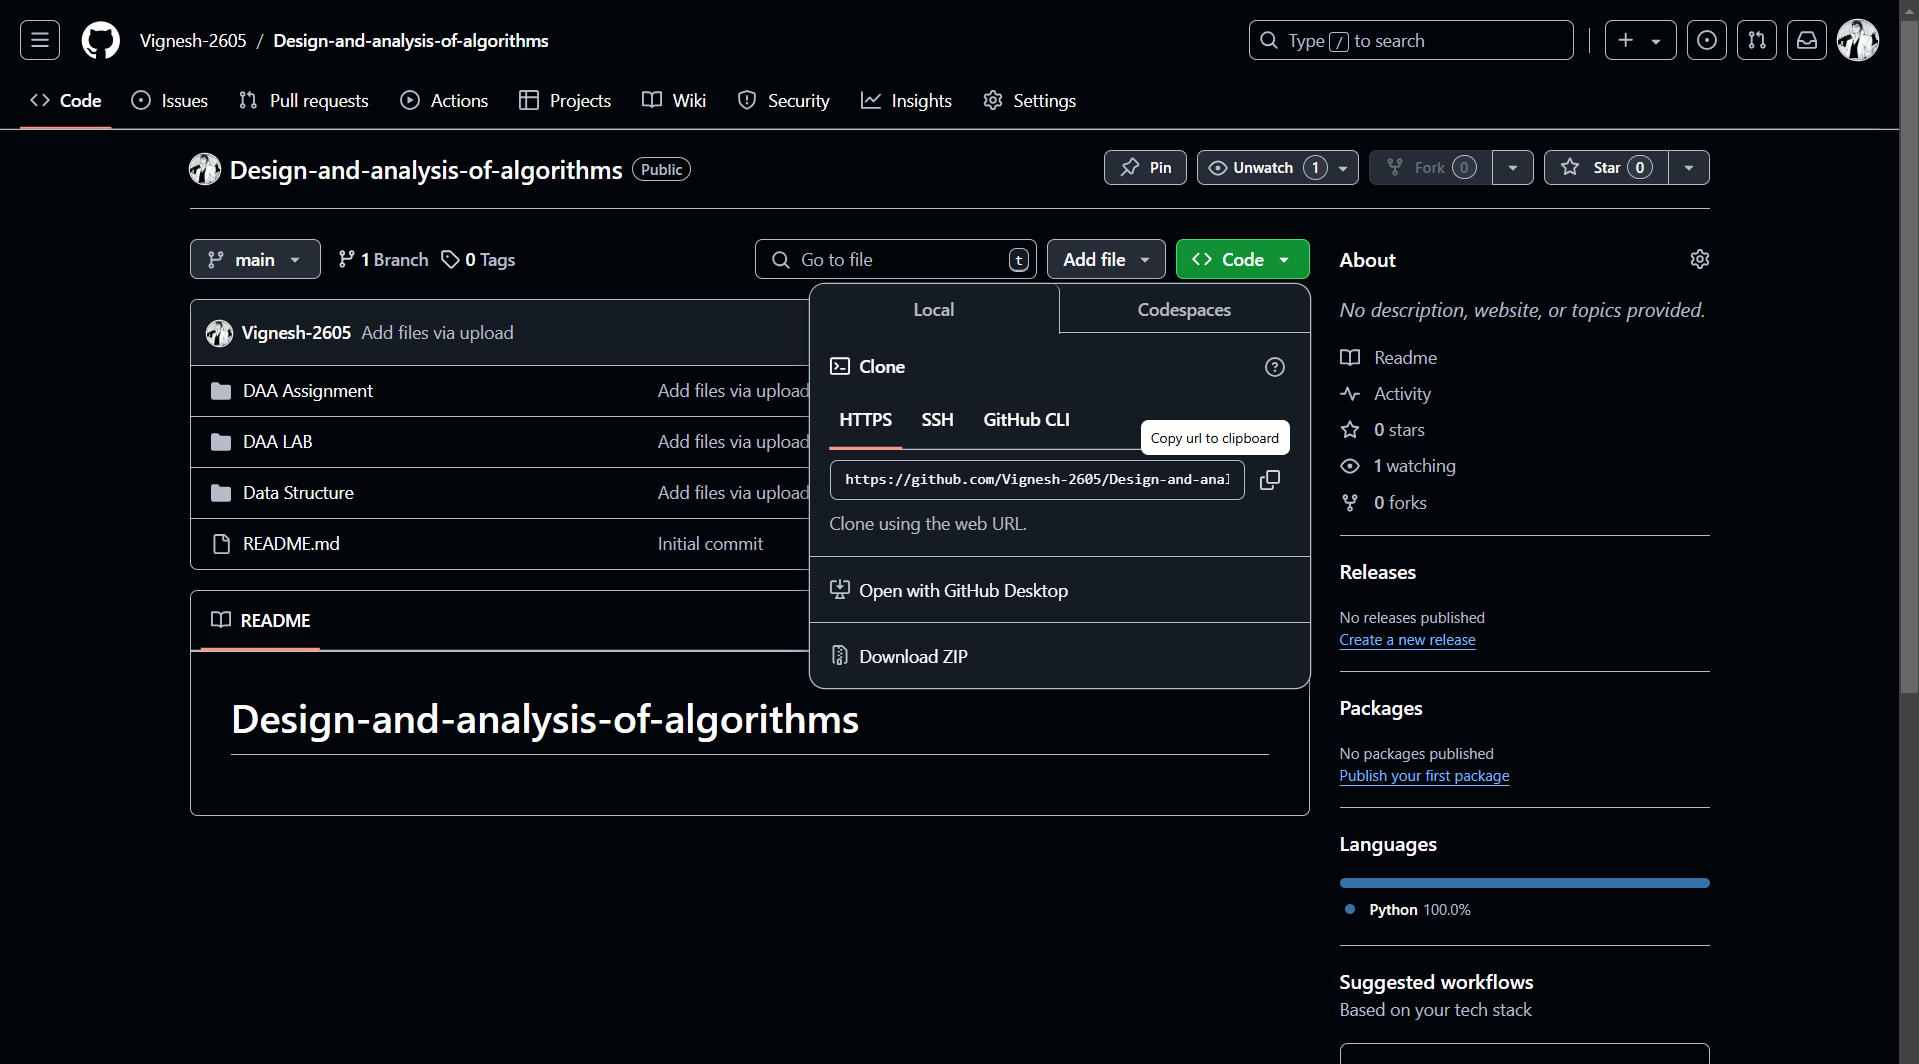 Vignesh-2605 / Design-and-analysis-of-algorithms
Type / to search
Code Issues Pull requests Actions Projects Wiki Security Insights Settings
Design-and-analysis-of-algorithms Public
Pin Unwatch 1 Fork 0 Star 0
main 1 Branch 0 Tags
Go to file t Add file Code
Vignesh-2605 Add files via upload
DAA Assignment Add files via upload
DAA LAB Add files via upload
Data Structure Add files via upload
README.md Initial commit
Local Codespaces
Clone
HTTPS SSH GitHub CLI
Copy url to clipboard
https://github.com/Vignesh-2605/Design-and-anal
Clone using the web URL.
Open with GitHub Desktop
Download ZIP
README
Design-and-analysis-of-algorithms
About
No description, website, or topics provided.
Readme
Activity
0 stars
1 watching
0 forks
Releases
No releases published
Create a new release
Packages
No packages published
Publish your first package
Languages
Python 100.0%
Suggested workflows
Based on your tech stack